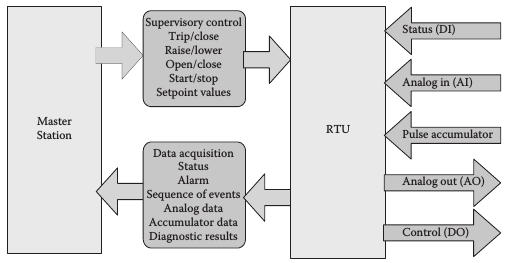 Master
Station
Supervisory control
Trip/close
Raise/lower
Open/close
Start/stop
Setpoint values
Data acquisition
Status
Alarm
Sequence of events
Analog data
Accumulator data
Diagnostic results
RTU
Status (DI)
Analog in (AI)
Pulse accumulator
Analog out (AO)
Control (DO)